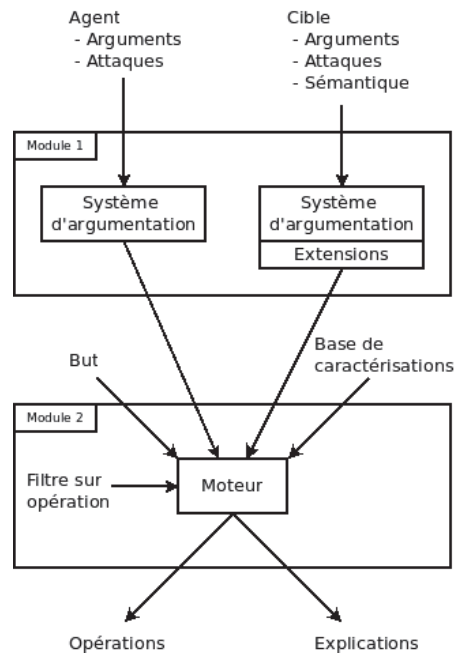 Agent
- Arguments
- Attaques
Cible
- Arguments
- Attaques
- Sémantique
Module 1
Système
d'argumentation
Système
d'argumentation
Extensions
But
Base de
caractérisations
Module 2
Filtre sur
opération
Moteur
Opérations
Explications